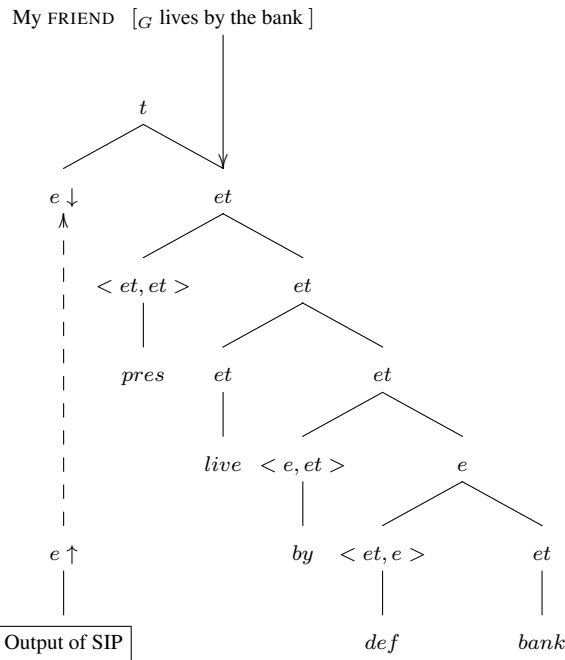 My FRIEND [G lives by the bank ]
t
e ↓ et
< et, et > et
pres et et
live < e, et > e
e ↑ by < et, e > et
Output of SIP def bank